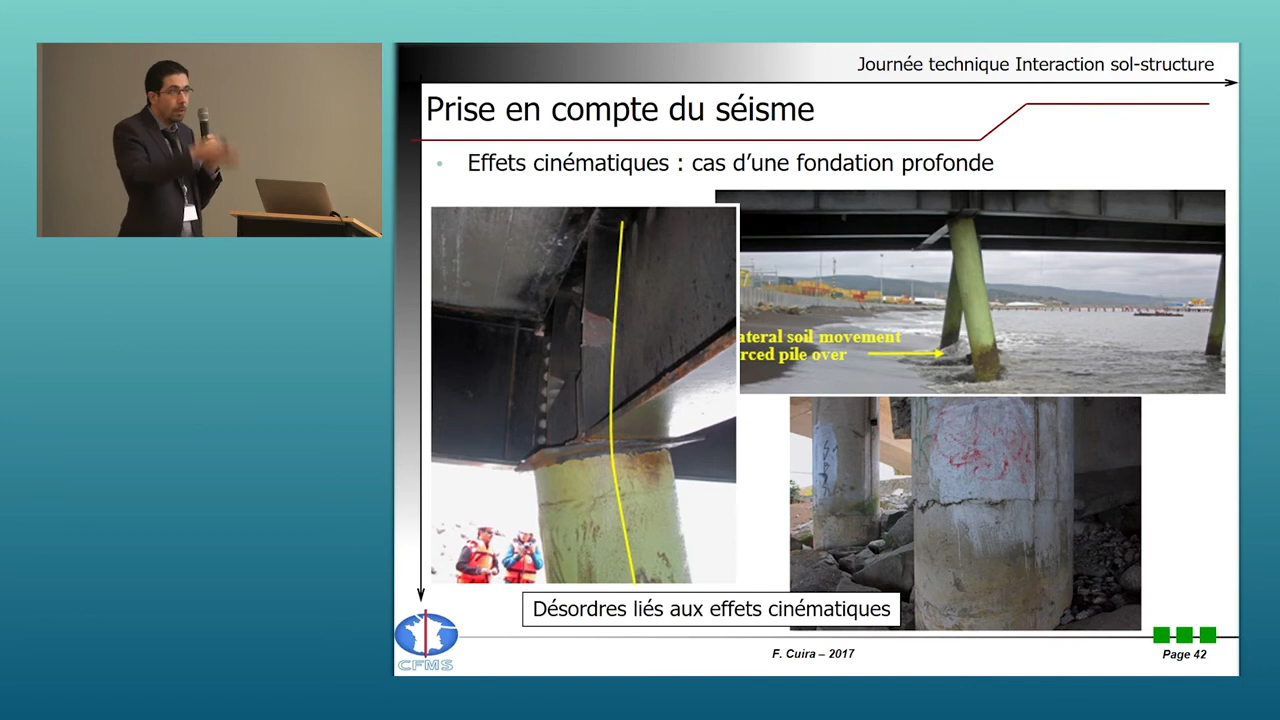 Journée technique Interaction sol-structure
Prise en compte du séisme
• Effets cinématiques : cas d’une fondation profonde
ateral soil movement
rced pile over
Désordres liés aux effets cinématiques
CFMS
F. Cuira – 2017
Page 42